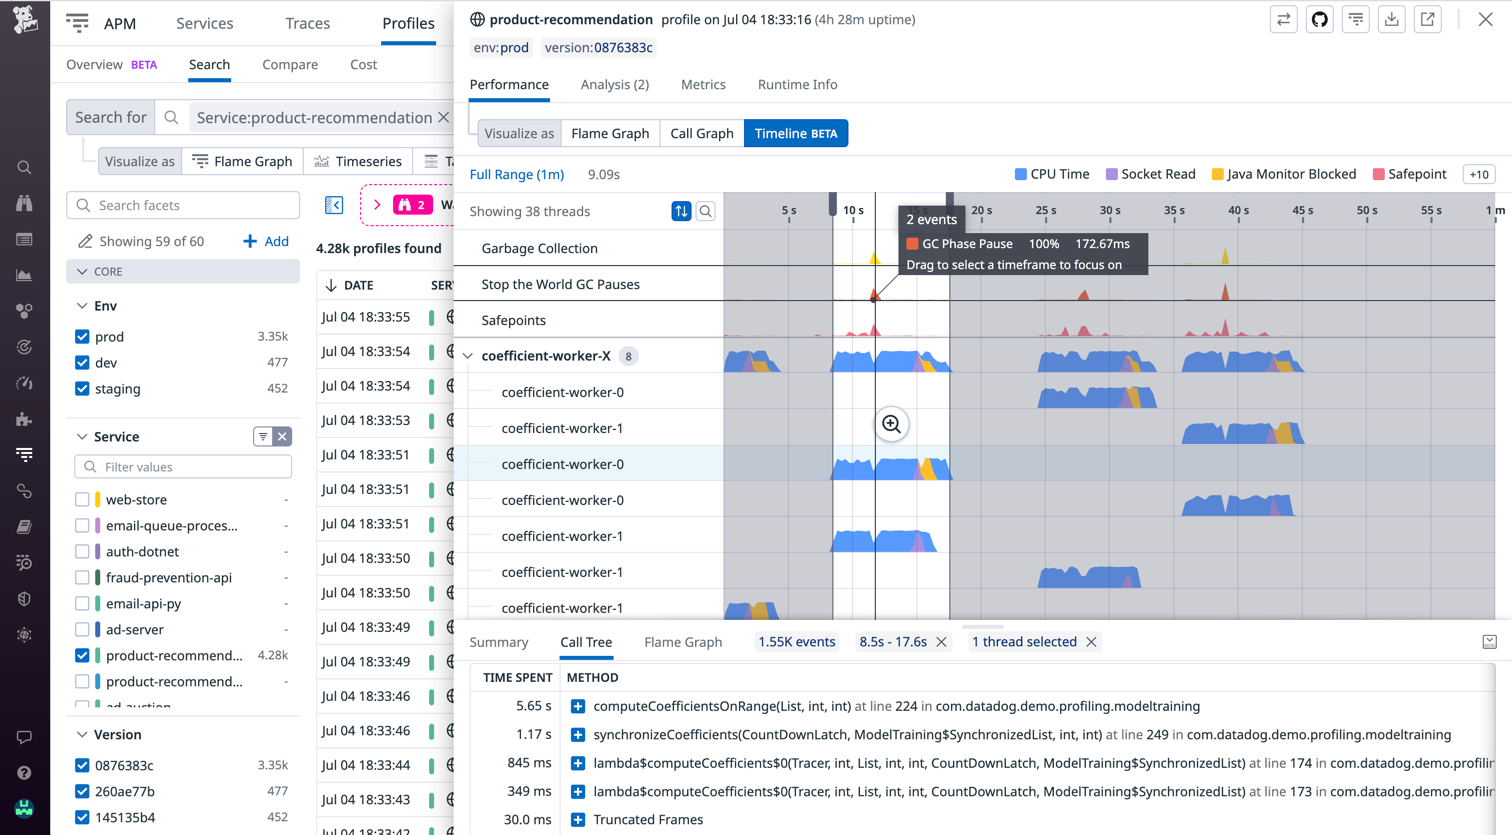 APM
Services
Traces
Profiles
Overview BETA
Search
Compare
Cost
Search for
Service:product-recommendation
Visualize as
Flame Graph
Timeseries
Search facets
2
Showing 59 of 60
Add
4.28k profiles found
CORE
DATE
Env
prod 3.35k
dev 477
staging 452
Service
Filter values
web-store -
email-queue-proces... -
auth-dotnet -
fraud-prevention-api -
email-api-py -
ad-server -
product-recommend... 4.28k
product-recommend... -
ad-auction
Version
0876383c 3.35k
260ae77b 477
145135b4 452
Jul 04 18:33:55
Jul 04 18:33:54
Jul 04 18:33:54
Jul 04 18:33:53
Jul 04 18:33:51
Jul 04 18:33:51
Jul 04 18:33:51
Jul 04 18:33:50
Jul 04 18:33:50
Jul 04 18:33:49
Jul 04 18:33:49
Jul 04 18:33:46
Jul 04 18:33:46
Jul 04 18:33:44
Jul 04 18:33:43
Jul 04 18:33:42
product-recommendation profile on Jul 04 18:33:16 (4h 28m uptime)
env:prod version:0876383c
Performance
Analysis (2)
Metrics
Runtime Info
Visualize as
Flame Graph
Call Graph
Timeline BETA
Full Range (1m) 9.09s
CPU Time
Socket Read
Java Monitor Blocked
Safepoint
+10
Showing 38 threads
5 s 10 s 15 s 20 s 25 s 30 s 35 s 40 s 45 s 50 s 55 s 1 m
2 events
GC Phase Pause 100% 172.67ms
Drag to select a timeframe to focus on
Garbage Collection
Stop the World GC Pauses
Safepoints
coefficient-worker-X 8
coefficient-worker-0
coefficient-worker-1
coefficient-worker-0
coefficient-worker-0
coefficient-worker-1
coefficient-worker-1
coefficient-worker-1
Summary
Call Tree
Flame Graph
1.55K events
8.5s - 17.6s
1 thread selected
TIME SPENT METHOD
5.65 s computeCoefficientsOnRange(List, int, int) at line 224 in com.datadog.demo.profiling.modeltraining
1.17 s synchronizeCoefficients(CountDownLatch, ModelTraining$SynchronizedList, int, int) at line 249 in com.datadog.demo.profiling.modeltraining
845 ms lambda$computeCoefficients$0(Tracer, int, List, int, int, CountDownLatch, ModelTraining$SynchronizedList) at line 174 in com.datadog.demo.profilin
349 ms lambda$computeCoefficients$0(Tracer, int, List, int, int, CountDownLatch, ModelTraining$SynchronizedList) at line 173 in com.datadog.demo.profilin
30.0 ms Truncated Frames